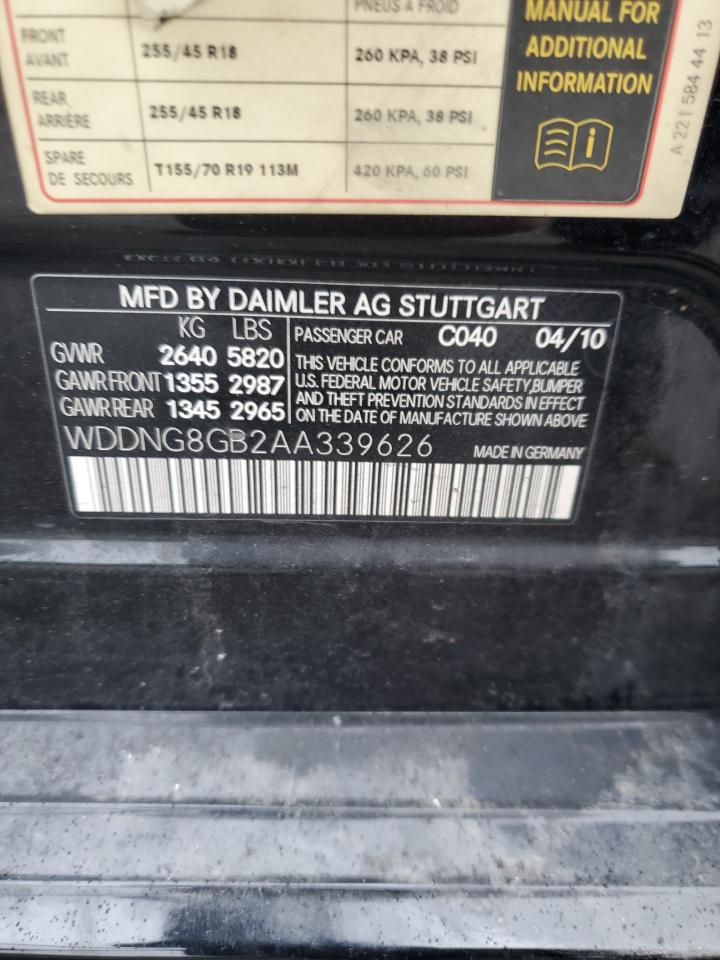 PNEUS À FROID
FRONT
AVANT
255/45 R18
260 KPA, 38 PSI
REAR
ARRIÈRE
255/45 R18
260 KPA, 38 PSI
SPARE
DE SECOURS
T155/70 R19 113M
420 KPA, 60 PSI
MANUAL FOR
ADDITIONAL
INFORMATION
A 221 584 44 13
MFD BY DAIMLER AG STUTTGART
KG LBS
GVWR 2640 5820
GAWR FRONT 1355 2987
GAWR REAR 1345 2965
PASSENGER CAR C040 04/10
THIS VEHICLE CONFORMS TO ALL APPLICABLE
U.S. FEDERAL MOTOR VEHICLE SAFETY, BUMPER
AND THEFT PREVENTION STANDARDS IN EFFECT
ON THE DATE OF MANUFACTURE SHOWN ABOVE
WDDNG8GB2AA339626
MADE IN GERMANY